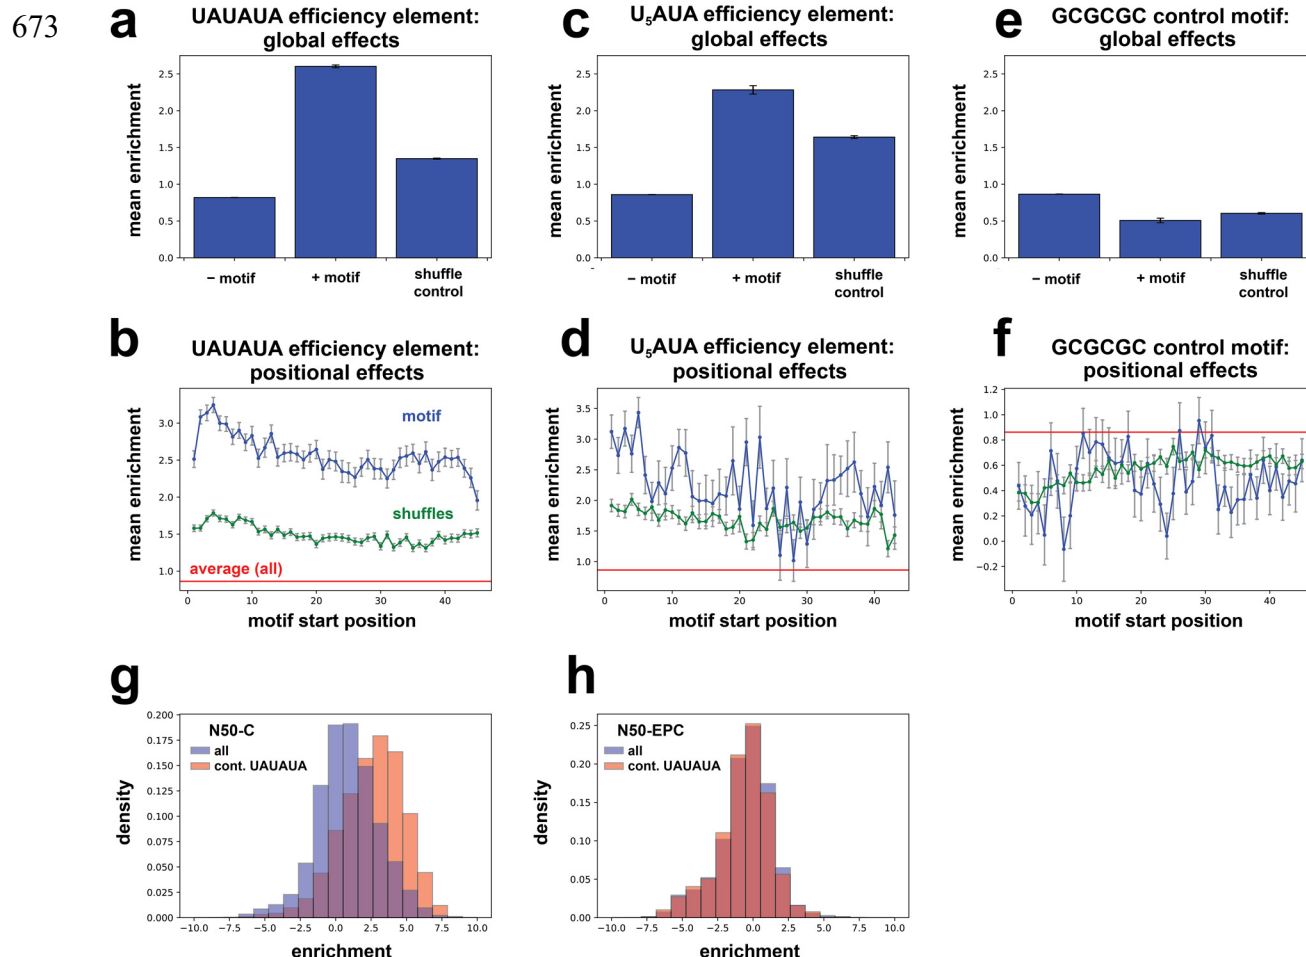 673
a
UAUAUA efficiency element:
global effects
mean enrichment
2.5
2.0
1.5
1.0
0.5
0.0
− motif
+ motif
shuffle
control
c
U₅AUA efficiency element:
global effects
mean enrichment
2.5
2.0
1.5
1.0
0.5
0.0
− motif
+ motif
shuffle
control
e
GCGCGC control motif:
global effects
mean enrichment
2.5
2.0
1.5
1.0
0.5
0.0
− motif
+ motif
shuffle
control
b
UAUAUA efficiency element:
positional effects
mean enrichment
3.0
2.5
2.0
1.5
1.0
motif
shuffles
average (all)
0 10 20 30 40
motif start position
d
U₅AUA efficiency element:
positional effects
mean enrichment
3.5
3.0
2.5
2.0
1.5
1.0
0 10 20 30 40
motif start position
f
GCGCGC control motif:
positional effects
mean enrichment
1.2
1.0
0.8
0.6
0.4
0.2
0.0
−0.2
0 10 20 30 40
motif start position
g
density
0.200
0.175
0.150
0.125
0.100
0.075
0.050
0.025
0.000
N50-C
all
cont. UAUAUA
−10.0 −7.5 −5.0 −2.5 0.0 2.5 5.0 7.5 10.0
enrichment
h
density
0.25
0.20
0.15
0.10
0.05
0.00
N50-EPC
all
cont. UAUAUA
−10.0 −7.5 −5.0 −2.5 0.0 2.5 5.0 7.5 10.0
enrichment